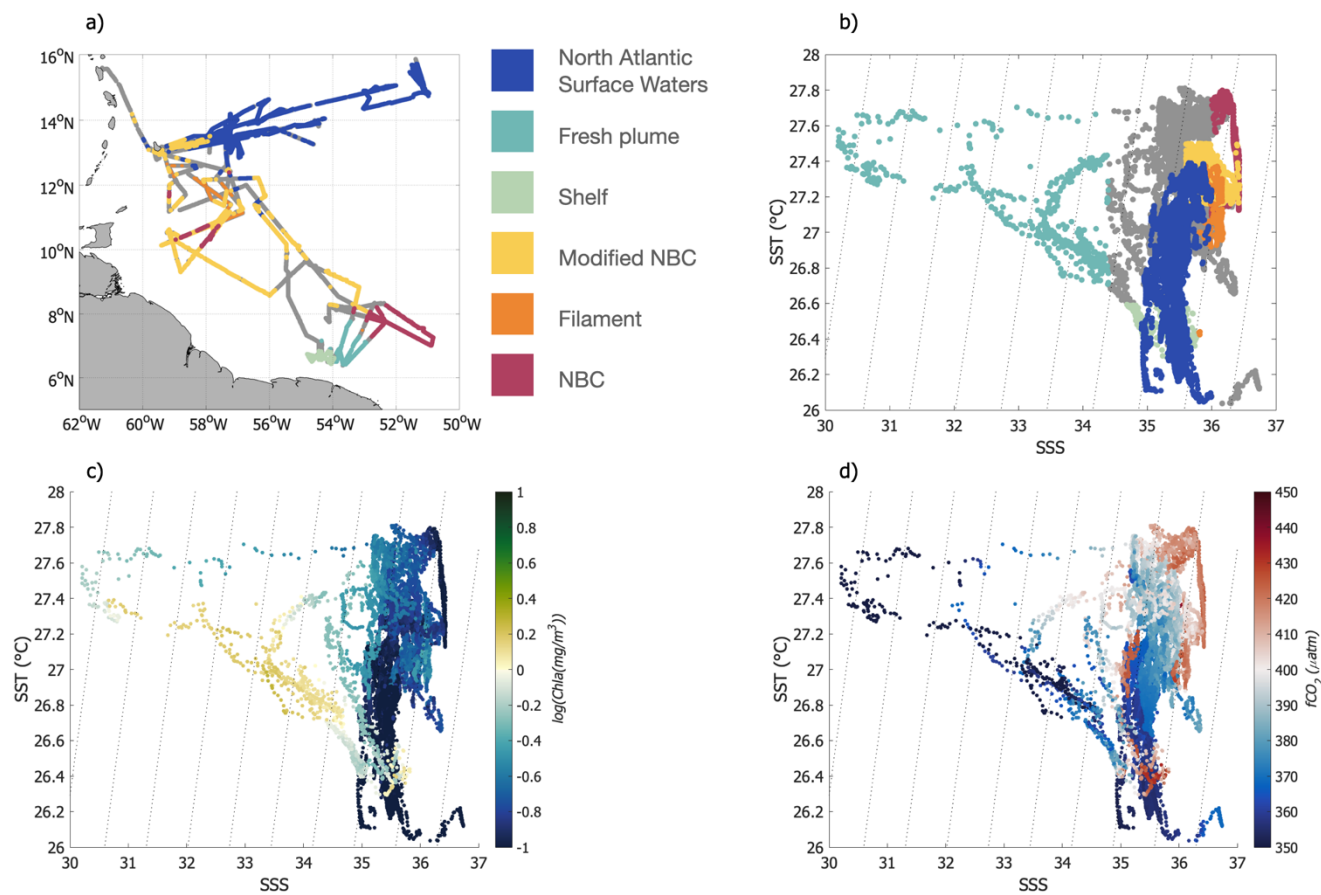 a)
16°N
14°N
12°N
10°N
8°N
6°N
62°W 60°W 58°W 56°W 54°W 52°W 50°W
North Atlantic
Surface Waters
Fresh plume
Shelf
Modified NBC
Filament
NBC
b)
28
27.8
27.6
27.4
27.2
27
26.8
26.6
26.4
26.2
26
SST (°C)
30 31 32 33 34 35 36 37
SSS
c)
28
27.8
27.6
27.4
27.2
27
26.8
26.6
26.4
26.2
26
SST (°C)
30 31 32 33 34 35 36 37
SSS
1
0.8
0.6
0.4
0.2
0
-0.2
-0.4
-0.6
-0.8
-1
log(Chla(mg/m³))
d)
28
27.8
27.6
27.4
27.2
27
26.8
26.6
26.4
26.2
26
SST (°C)
30 31 32 33 34 35 36 37
SSS
450
440
430
420
410
400
390
380
370
360
350
fCO₂ (μatm)